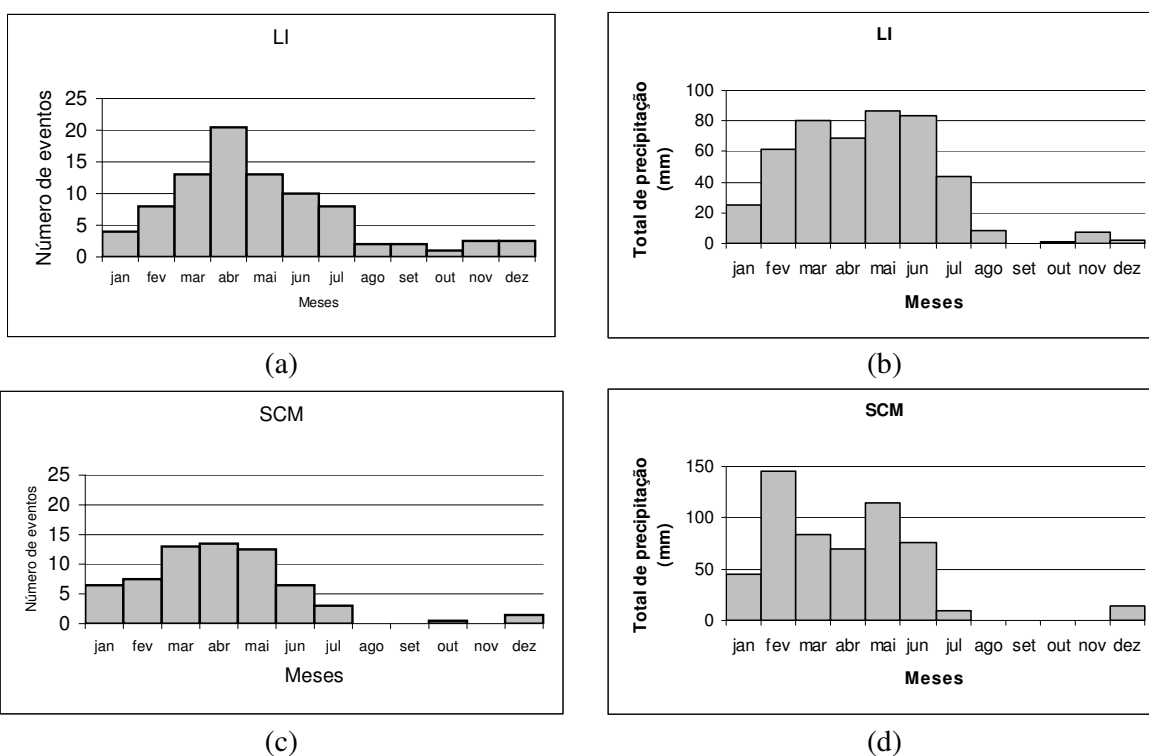 LI
Número de eventos
25
20
15
10
5
0
jan fev mar abr mai jun jul ago set out nov dez
Meses
(a)
LI
Total de precipitação
(mm)
100
80
60
40
20
0
jan fev mar abr mai jun jul ago set out nov dez
Meses
(b)
SCM
Número de eventos
25
20
15
10
5
0
jan fev mar abr mai jun jul ago set out nov dez
Meses
(c)
SCM
Total de precipitação
(mm)
150
100
50
0
jan fev mar abr mai jun jul ago set out nov dez
Meses
(d)